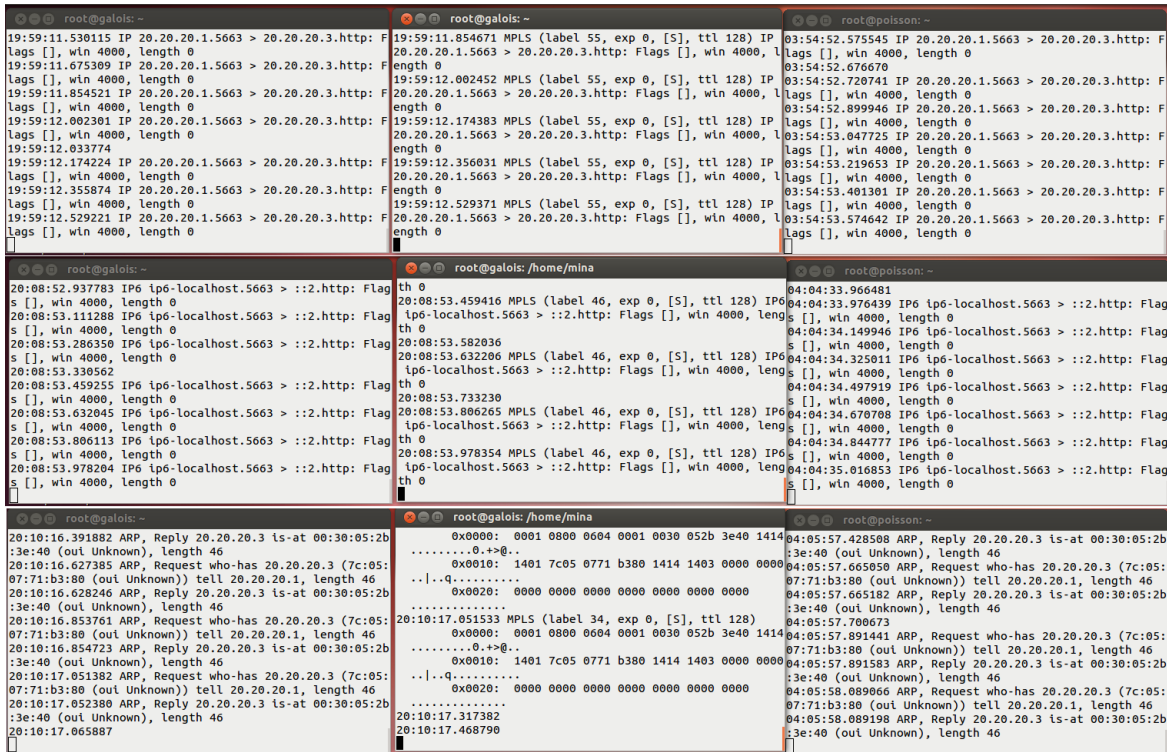 root@galois: ~
19:59:11.530115 IP 20.20.20.1.5663 > 20.20.20.3.http: F
lags [], win 4000, length 0
19:59:11.675309 IP 20.20.20.1.5663 > 20.20.20.3.http: F
lags [], win 4000, length 0
19:59:11.854521 IP 20.20.20.1.5663 > 20.20.20.3.http: F
lags [], win 4000, length 0
19:59:12.002301 IP 20.20.20.1.5663 > 20.20.20.3.http: F
lags [], win 4000, length 0
19:59:12.033774
19:59:12.174224 IP 20.20.20.1.5663 > 20.20.20.3.http: F
lags [], win 4000, length 0
19:59:12.355874 IP 20.20.20.1.5663 > 20.20.20.3.http: F
lags [], win 4000, length 0
19:59:12.529221 IP 20.20.20.1.5663 > 20.20.20.3.http: F
lags [], win 4000, length 0
root@galois: ~
19:59:11.854671 MPLS (label 55, exp 0, [S], ttl 128) IP
20.20.20.1.5663 > 20.20.20.3.http: Flags [], win 4000, l
ength 0
19:59:12.002452 MPLS (label 55, exp 0, [S], ttl 128) IP
20.20.20.1.5663 > 20.20.20.3.http: Flags [], win 4000, l
ength 0
19:59:12.174383 MPLS (label 55, exp 0, [S], ttl 128) IP
20.20.20.1.5663 > 20.20.20.3.http: Flags [], win 4000, l
ength 0
19:59:12.356031 MPLS (label 55, exp 0, [S], ttl 128) IP
20.20.20.1.5663 > 20.20.20.3.http: Flags [], win 4000, l
ength 0
19:59:12.529371 MPLS (label 55, exp 0, [S], ttl 128) IP
20.20.20.1.5663 > 20.20.20.3.http: Flags [], win 4000, l
ength 0
root@poisson: ~
03:54:52.575545 IP 20.20.20.1.5663 > 20.20.20.3.http: F
lags [], win 4000, length 0
03:54:52.676670
03:54:52.720741 IP 20.20.20.1.5663 > 20.20.20.3.http: F
lags [], win 4000, length 0
03:54:52.899946 IP 20.20.20.1.5663 > 20.20.20.3.http: F
lags [], win 4000, length 0
03:54:53.047725 IP 20.20.20.1.5663 > 20.20.20.3.http: F
lags [], win 4000, length 0
03:54:53.219653 IP 20.20.20.1.5663 > 20.20.20.3.http: F
lags [], win 4000, length 0
03:54:53.401301 IP 20.20.20.1.5663 > 20.20.20.3.http: F
lags [], win 4000, length 0
03:54:53.574642 IP 20.20.20.1.5663 > 20.20.20.3.http: F
lags [], win 4000, length 0
root@galois: ~
20:08:52.937783 IP6 ip6-localhost.5663 > ::2.http: Flag
s [], win 4000, length 0
20:08:53.111288 IP6 ip6-localhost.5663 > ::2.http: Flag
s [], win 4000, length 0
20:08:53.286350 IP6 ip6-localhost.5663 > ::2.http: Flag
s [], win 4000, length 0
20:08:53.330562
20:08:53.459255 IP6 ip6-localhost.5663 > ::2.http: Flag
s [], win 4000, length 0
20:08:53.632045 IP6 ip6-localhost.5663 > ::2.http: Flag
s [], win 4000, length 0
20:08:53.806113 IP6 ip6-localhost.5663 > ::2.http: Flag
s [], win 4000, length 0
20:08:53.978204 IP6 ip6-localhost.5663 > ::2.http: Flag
s [], win 4000, length 0
root@galois: /home/mina
th 0
20:08:53.459416 MPLS (label 46, exp 0, [S], ttl 128) IP6
ip6-localhost.5663 > ::2.http: Flags [], win 4000, leng
th 0
20:08:53.582036
20:08:53.632206 MPLS (label 46, exp 0, [S], ttl 128) IP6
ip6-localhost.5663 > ::2.http: Flags [], win 4000, leng
th 0
20:08:53.733230
20:08:53.806265 MPLS (label 46, exp 0, [S], ttl 128) IP6
ip6-localhost.5663 > ::2.http: Flags [], win 4000, leng
th 0
20:08:53.978354 MPLS (label 46, exp 0, [S], ttl 128) IP6
ip6-localhost.5663 > ::2.http: Flags [], win 4000, leng
th 0
root@poisson: ~
04:04:33.966481
04:04:33.976439 IP6 ip6-localhost.5663 > ::2.http: Flag
s [], win 4000, length 0
04:04:34.149946 IP6 ip6-localhost.5663 > ::2.http: Flag
s [], win 4000, length 0
04:04:34.325011 IP6 ip6-localhost.5663 > ::2.http: Flag
s [], win 4000, length 0
04:04:34.497919 IP6 ip6-localhost.5663 > ::2.http: Flag
s [], win 4000, length 0
04:04:34.670708 IP6 ip6-localhost.5663 > ::2.http: Flag
s [], win 4000, length 0
04:04:34.844777 IP6 ip6-localhost.5663 > ::2.http: Flag
s [], win 4000, length 0
04:04:35.016853 IP6 ip6-localhost.5663 > ::2.http: Flag
s [], win 4000, length 0
root@galois: ~
20:10:16.391882 ARP, Reply 20.20.20.3 is-at 00:30:05:2b
:3e:40 (oui Unknown), length 46
20:10:16.627385 ARP, Request who-has 20.20.20.3 (7c:05:
07:71:b3:80 (oui Unknown)) tell 20.20.20.1, length 46
20:10:16.628246 ARP, Reply 20.20.20.3 is-at 00:30:05:2b
:3e:40 (oui Unknown), length 46
20:10:16.853761 ARP, Request who-has 20.20.20.3 (7c:05:
07:71:b3:80 (oui Unknown)) tell 20.20.20.1, length 46
20:10:16.854723 ARP, Reply 20.20.20.3 is-at 00:30:05:2b
:3e:40 (oui Unknown), length 46
20:10:17.051382 ARP, Request who-has 20.20.20.3 (7c:05:
07:71:b3:80 (oui Unknown)) tell 20.20.20.1, length 46
20:10:17.052380 ARP, Reply 20.20.20.3 is-at 00:30:05:2b
:3e:40 (oui Unknown), length 46
20:10:17.065887
root@galois: /home/mina
0x0000: 0001 0800 0604 0001 0030 052b 3e40 1414
.........0.+>@..
0x0010: 1401 7c05 0771 b380 1414 1403 0000 0000
..|..q..........
0x0020: 0000 0000 0000 0000 0000 0000 0000
..............
20:10:17.051533 MPLS (label 34, exp 0, [S], ttl 128)
0x0000: 0001 0800 0604 0001 0030 052b 3e40 1414
.........0.+>@..
0x0010: 1401 7c05 0771 b380 1414 1403 0000 0000
..|..q..........
0x0020: 0000 0000 0000 0000 0000 0000 0000
..............
20:10:17.317382
20:10:17.468790
root@poisson: ~
04:05:57.428508 ARP, Reply 20.20.20.3 is-at 00:30:05:2b
:3e:40 (oui Unknown), length 46
04:05:57.665050 ARP, Request who-has 20.20.20.3 (7c:05:
07:71:b3:80 (oui Unknown)) tell 20.20.20.1, length 46
04:05:57.665182 ARP, Reply 20.20.20.3 is-at 00:30:05:2b
:3e:40 (oui Unknown), length 46
04:05:57.700673
04:05:57.891441 ARP, Request who-has 20.20.20.3 (7c:05:
07:71:b3:80 (oui Unknown)) tell 20.20.20.1, length 46
04:05:57.891583 ARP, Reply 20.20.20.3 is-at 00:30:05:2b
:3e:40 (oui Unknown), length 46
04:05:58.089066 ARP, Request who-has 20.20.20.3 (7c:05:
07:71:b3:80 (oui Unknown)) tell 20.20.20.1, length 46
04:05:58.089198 ARP, Reply 20.20.20.3 is-at 00:30:05:2b
:3e:40 (oui Unknown), length 46